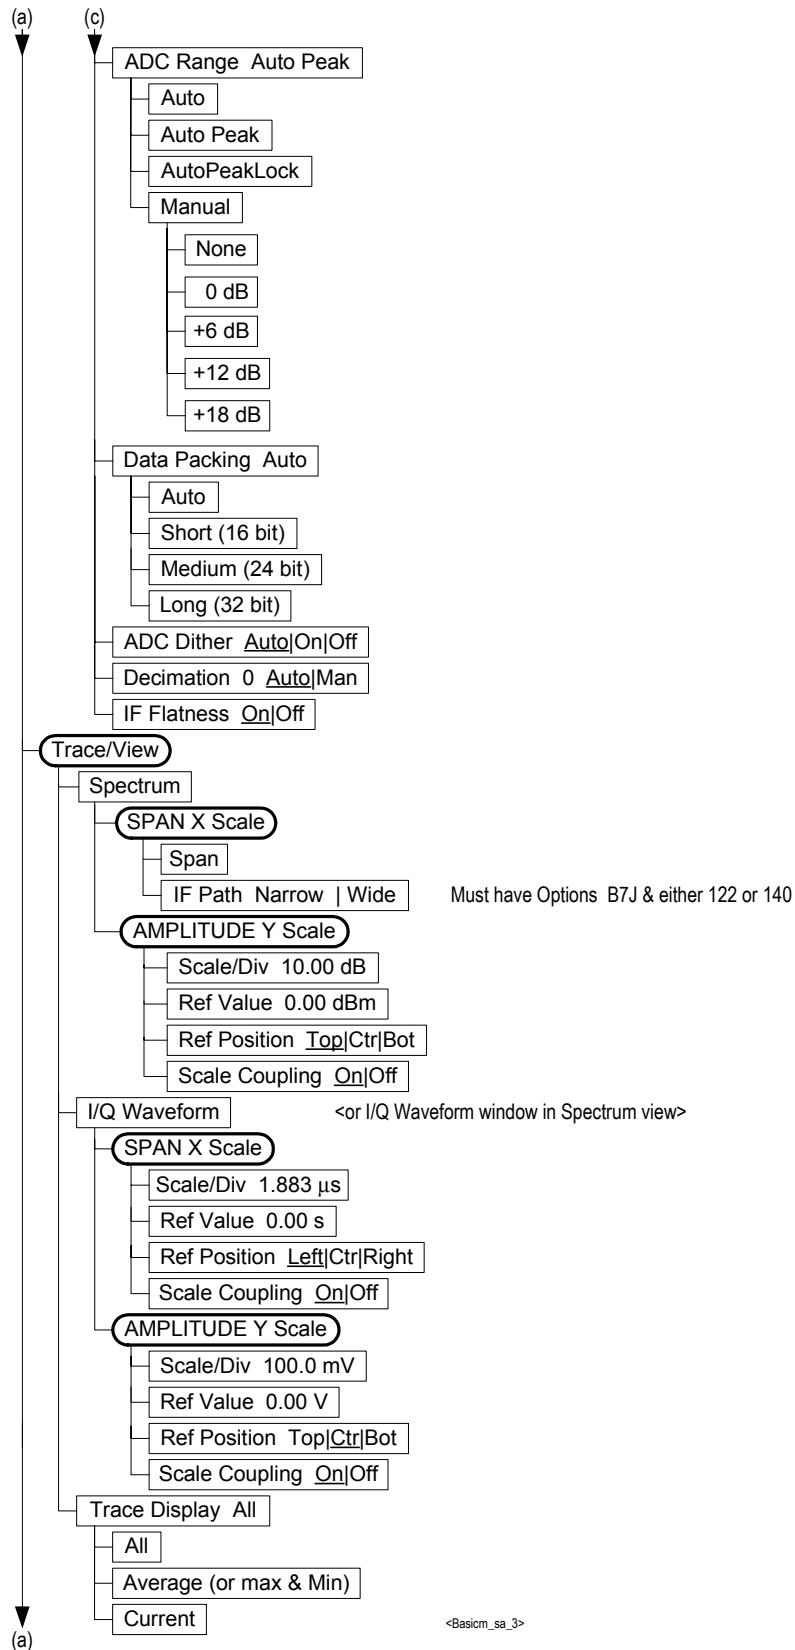 (a) (c)
ADC Range Auto Peak
Auto
Auto Peak
AutoPeakLock
Manual
None
0 dB
+6 dB
+12 dB
+18 dB
Data Packing Auto
Auto
Short (16 bit)
Medium (24 bit)
Long (32 bit)
ADC Dither Auto|On|Off
Decimation 0 Auto|Man
IF Flatness On|Off
Trace/View
Spectrum
SPAN X Scale
Span
IF Path Narrow | Wide Must have Options B7J & either 122 or 140
AMPLITUDE Y Scale
Scale/Div 10.00 dB
Ref Value 0.00 dBm
Ref Position Top|Ctr|Bot
Scale Coupling On|Off
I/Q Waveform <or I/Q Waveform window in Spectrum view>
SPAN X Scale
Scale/Div 1.883 µs
Ref Value 0.00 s
Ref Position Left|Ctr|Right
Scale Coupling On|Off
AMPLITUDE Y Scale
Scale/Div 100.0 mV
Ref Value 0.00 V
Ref Position Top|Ctr|Bot
Scale Coupling On|Off
Trace Display All
All
Average (or max & Min)
Current <Basicm_sa_3>
(a)